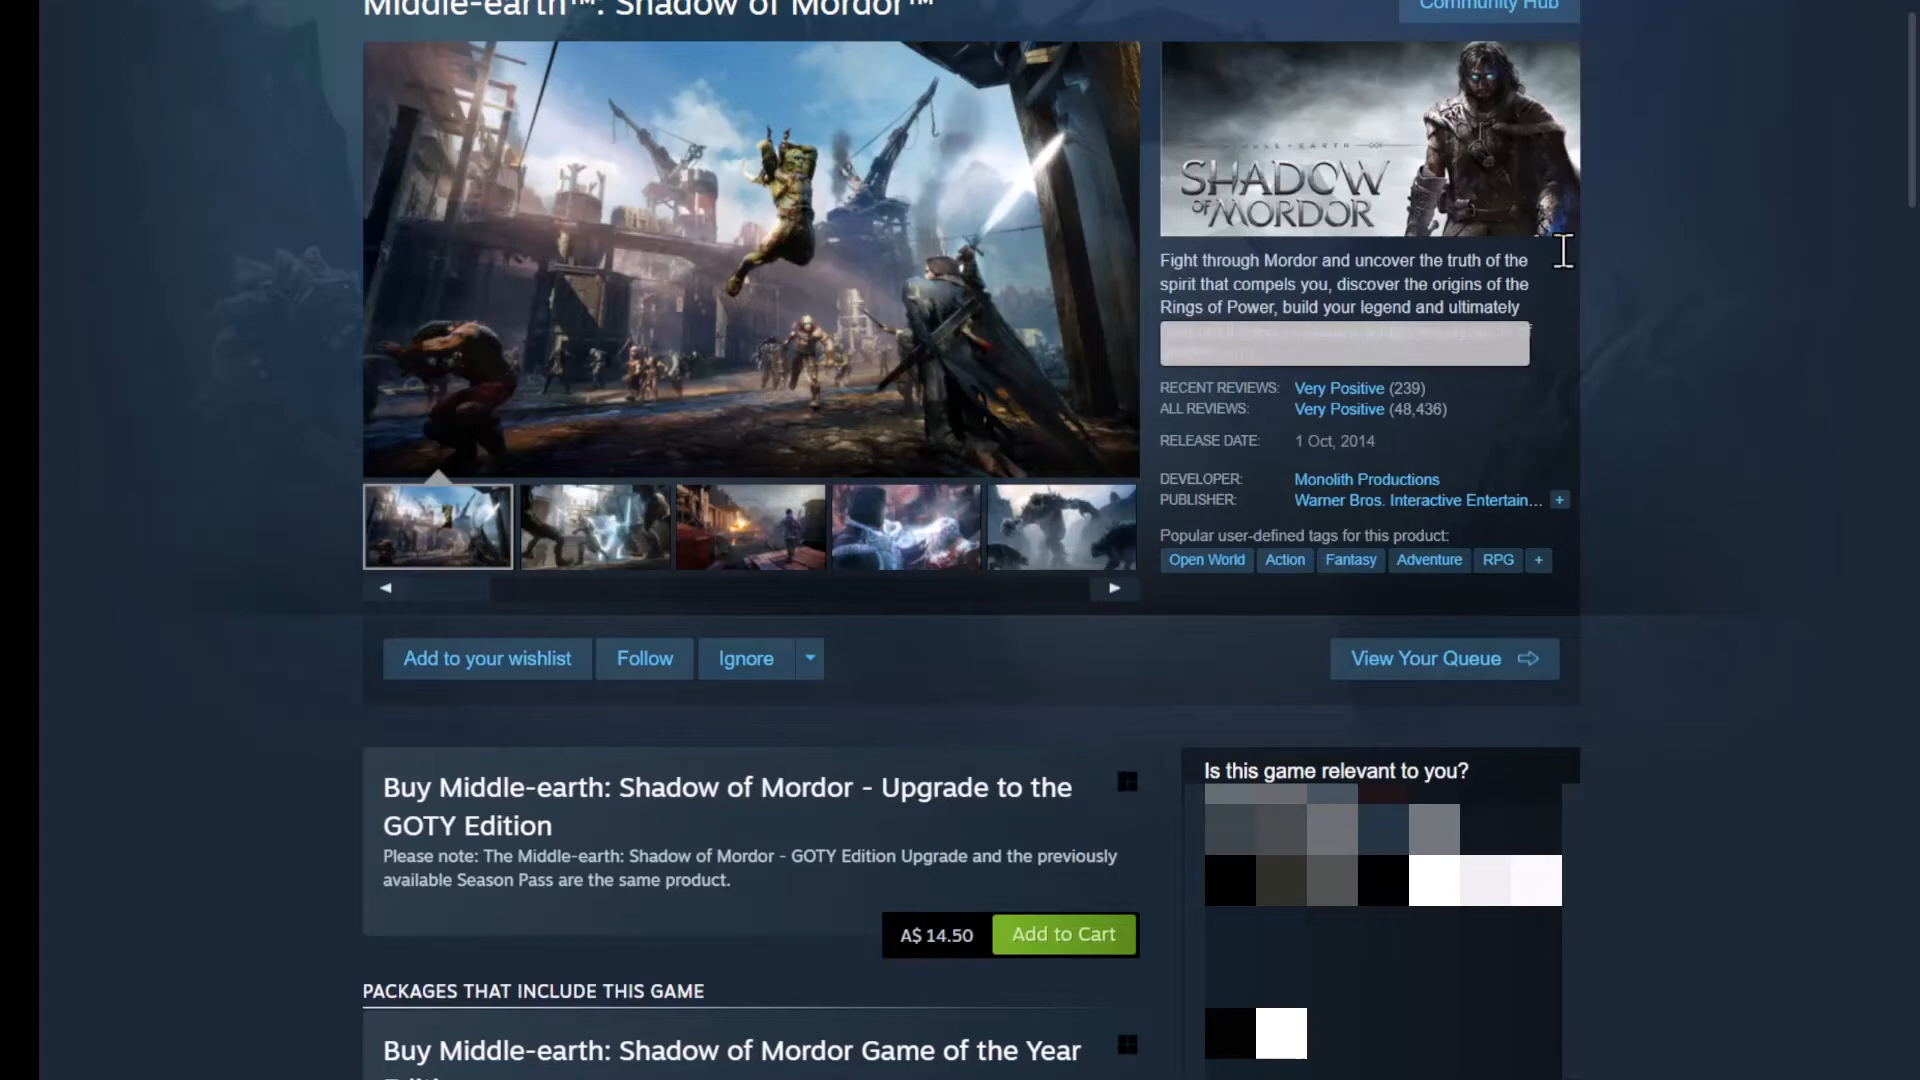 Middle-earth™: Shadow of Mordor™
Community Hub
SHADOW
OF MORDOR
Fight through Mordor and uncover the truth of the
spirit that compels you, discover the origins of the
Rings of Power, build your legend and ultimately
RECENT REVIEWS: Very Positive (239)
ALL REVIEWS: Very Positive (48,436)
RELEASE DATE: 1 Oct, 2014
DEVELOPER: Monolith Productions
PUBLISHER: Warner Bros. Interactive Entertain... +
Popular user-defined tags for this product:
Open World Action Fantasy Adventure RPG +
Add to your wishlist Follow Ignore View Your Queue
Buy Middle-earth: Shadow of Mordor - Upgrade to the
GOTY Edition
Please note: The Middle-earth: Shadow of Mordor - GOTY Edition Upgrade and the previously
available Season Pass are the same product.
A$ 14.50 Add to Cart
Is this game relevant to you?
PACKAGES THAT INCLUDE THIS GAME
Buy Middle-earth: Shadow of Mordor Game of the Year